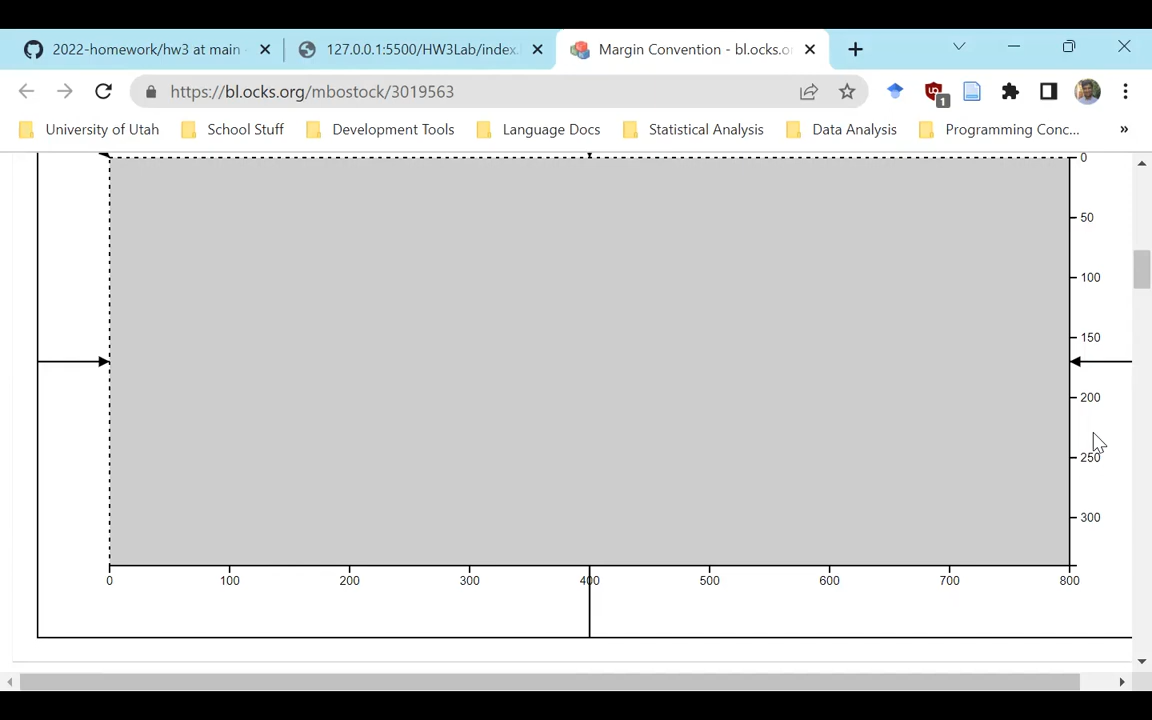 2022-homework/hw3 at main
127.0.0.1:5500/HW3Lab/index.
Margin Convention - bl.ocks.o
https://bl.ocks.org/mbostock/3019563
1
University of Utah
School Stuff
Development Tools
Language Docs
Statistical Analysis
Data Analysis
Programming Conc...
»
0
50
100
150
200
250
300
0
100
200
300
400
500
600
700
800